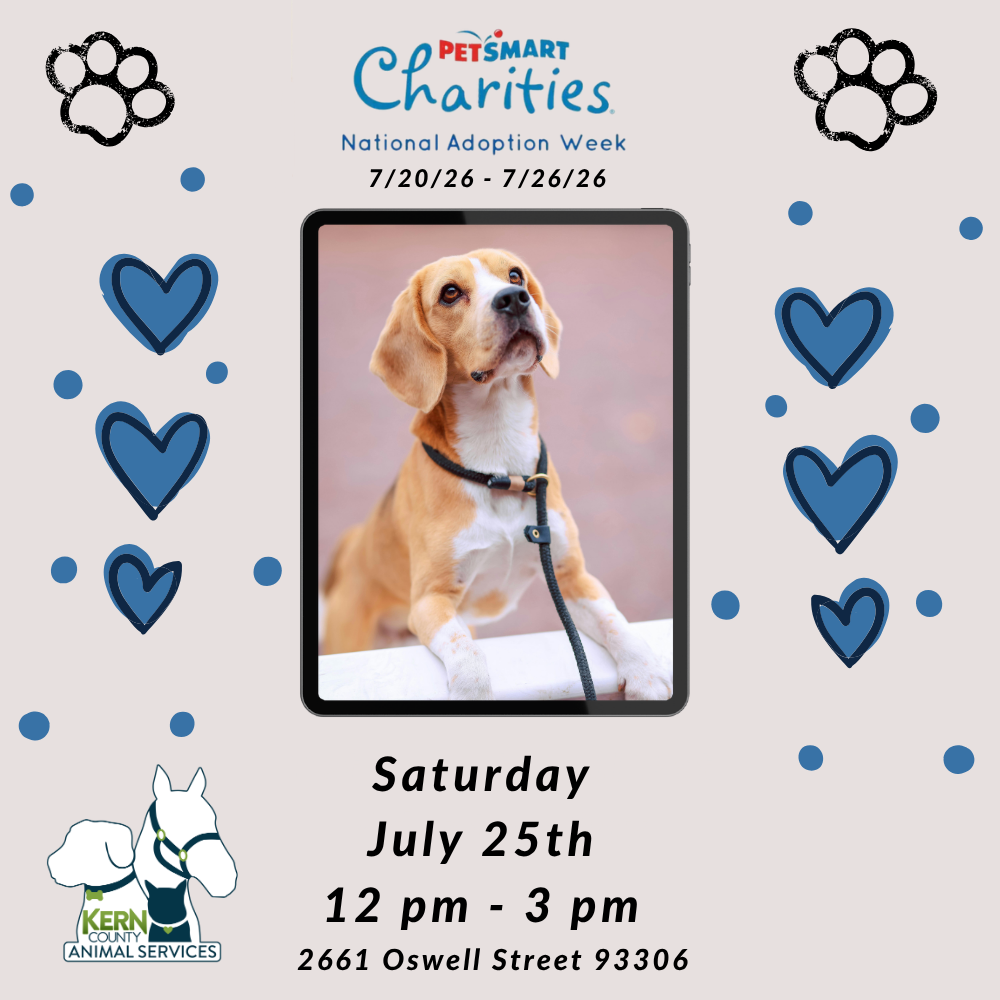 PETSMART
Charities
National Adoption Week
7/20/26 - 7/26/26
Saturday
July 25th
12 pm - 3 pm
2661 Oswell Street 93306
KERN
COUNTY
ANIMAL SERVICES